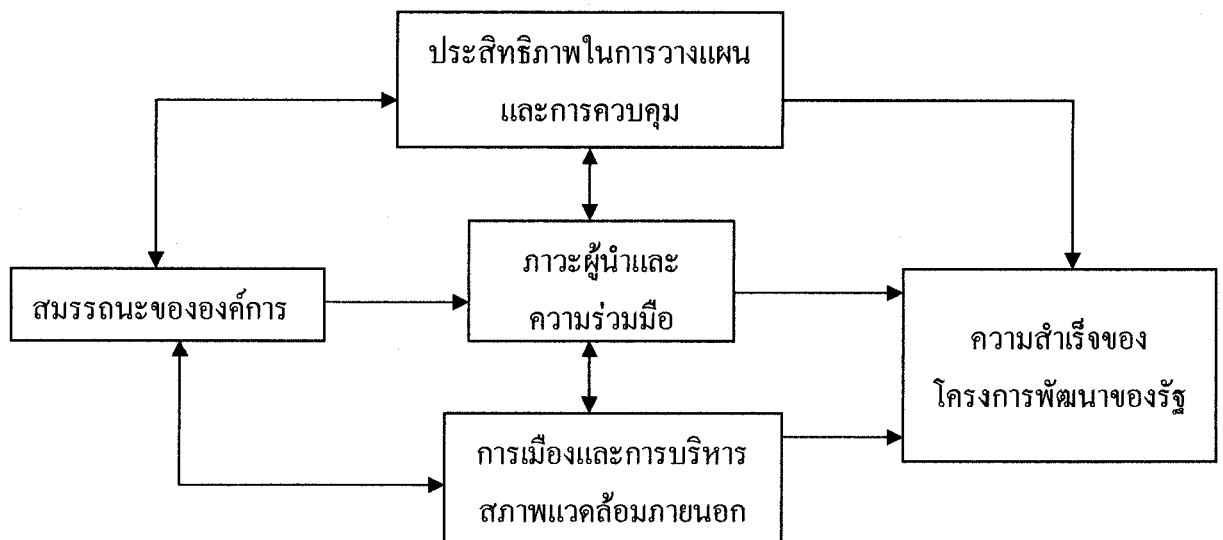 ประสิทธิภาพในการวางแผน
และการควบคุม
สมรรถนะขององค์การ
ภาวะผู้นำและ
ความร่วมมือ
ความสำเร็จของ
โครงการพัฒนาของรัฐ
การเมืองและการบริหาร
สภาพแวดล้อมภายนอก